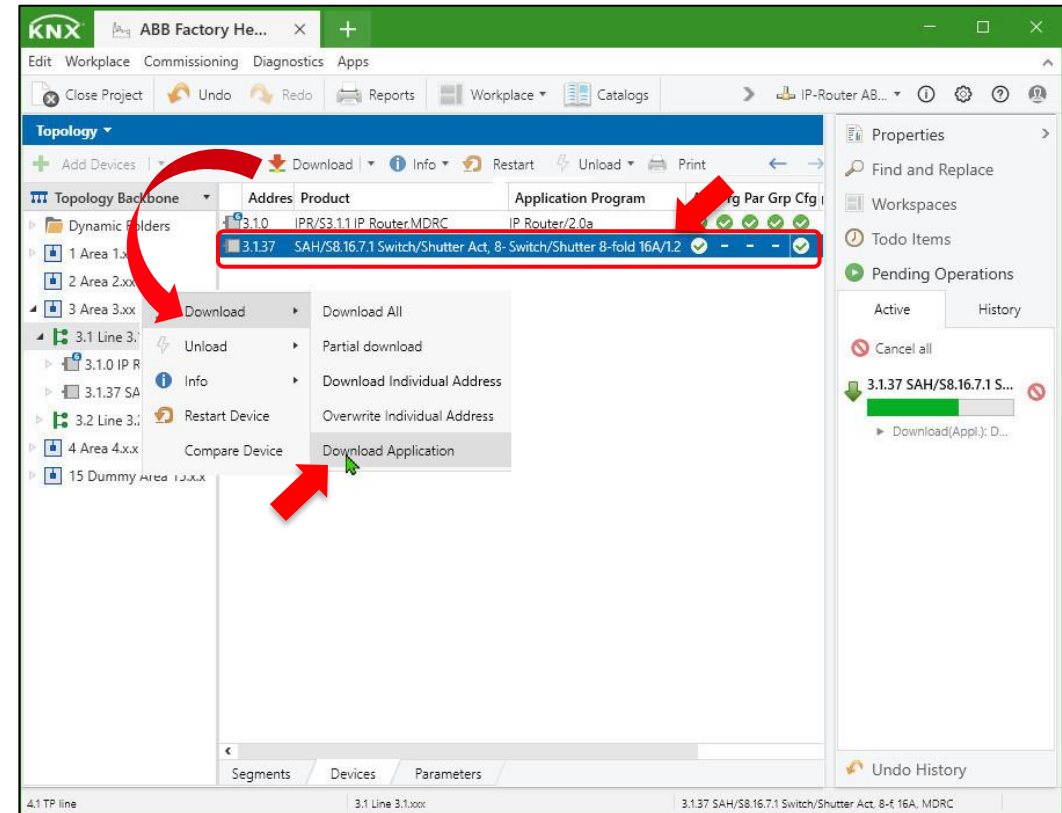 KNX ABB Factory He... × +
Edit Workplace Commissioning Diagnostics Apps
Close Project Undo Redo Reports Workplace Catalogs IP-Router AB...
Topology
Add Devices Download Info Restart Unload Print
Topology Backbone
Dynamic Folders
1 Area 1.x
2 Area 2.xx
3 Area 3.xx
3.1 Line 3.
3.1.0 IP R
3.1.37 SA
3.2 Line 3.
4 Area 4.x.x
15 Dummy Area 15.x.x
Addres Product Application Program rg Par Grp Cfg
3.1.0 IPR/S3.1.1 IP Router,MDRC IP Router/2.0a
3.1.37 SAH/S8.16.7.1 Switch/Shutter Act, 8- Switch/Shutter 8-fold 16A/1.2 - - -
Download
Unload
Info
Restart Device
Compare Device
Download All
Partial download
Download Individual Address
Overwrite Individual Address
Download Application
Segments Devices Parameters
Properties
Find and Replace
Workspaces
Todo Items
Pending Operations
Active History
Cancel all
3.1.37 SAH/S8.16.7.1 S...
Download(Appl.): D...
Undo History
4.1 TP line 3.1 Line 3.1.xxx 3.1.37 SAH/S8.16.7.1 Switch/Shutter Act, 8-f, 16A, MDRC